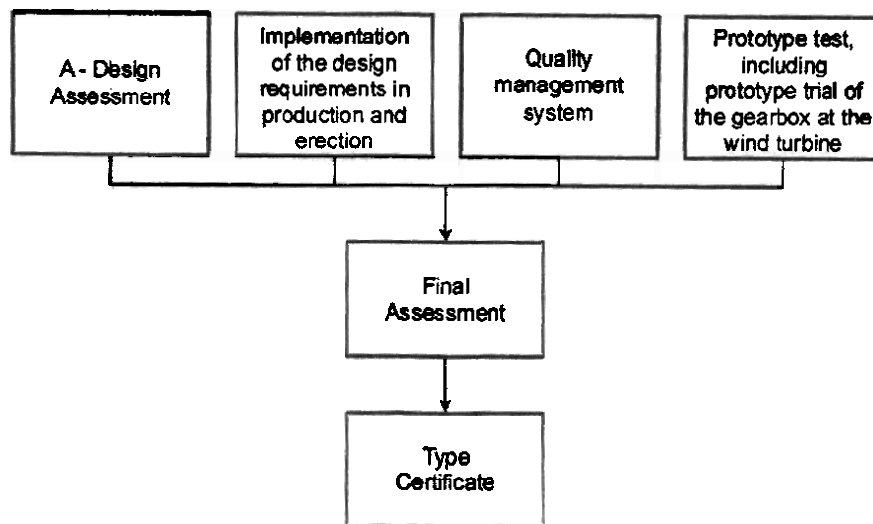 A - Design
Assessment
Implementation
of the design
requirements in
production and
erection
Quality
management
system
Prototype test,
including
prototype trial of
the gearbox at the
wind turbine
Final
Assessment
Type
Certificate